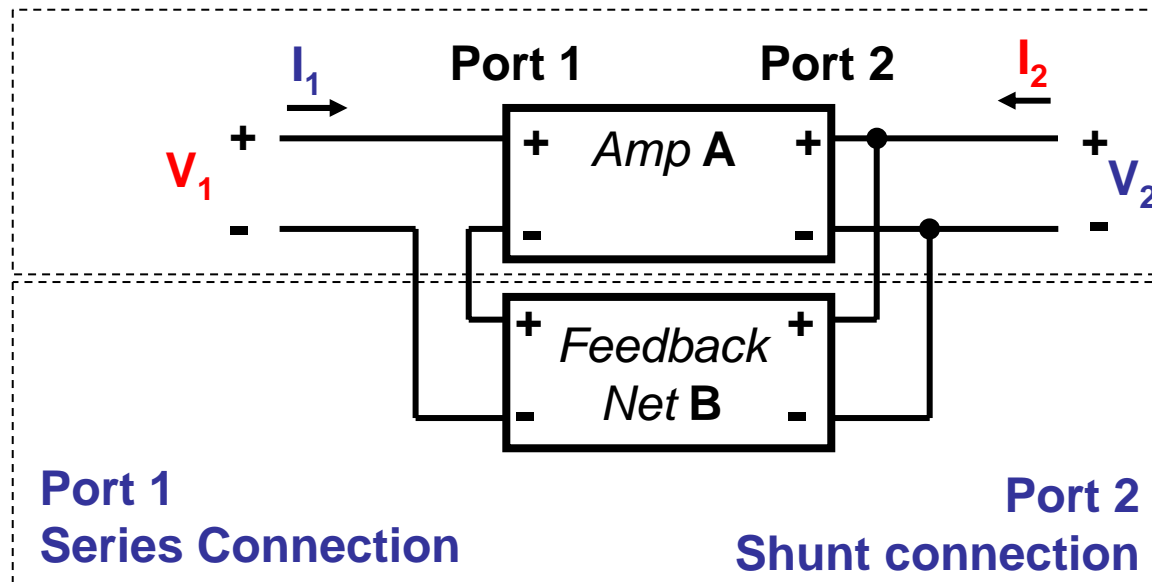 I1 Port 1 Port 2 I2
+ + Amp A + +
V1 V2
- - - -
+ Feedback +
- Net B -
Port 1 Port 2
Series Connection Shunt connection